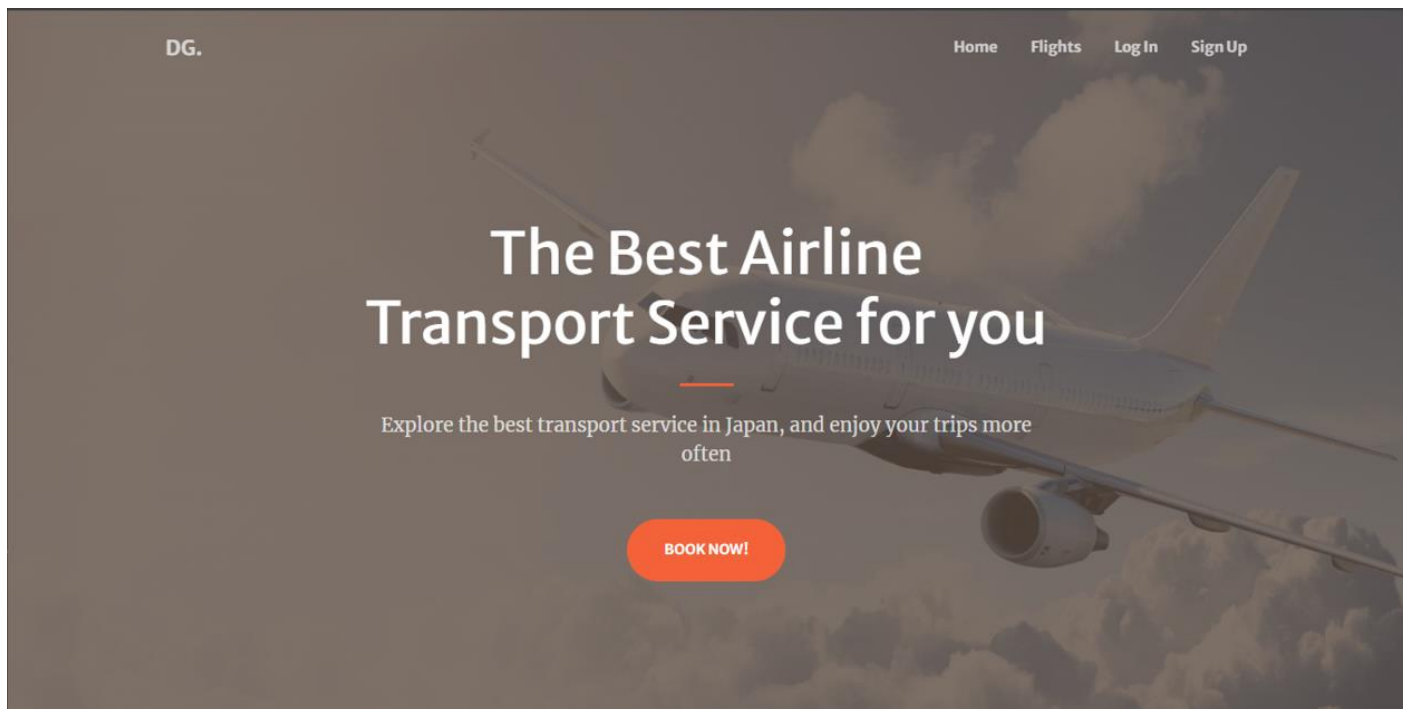 DG.
Home Flights Log In Sign Up
The Best Airline
Transport Service for you
Explore the best transport service in Japan, and enjoy your trips more
often
BOOK NOW!